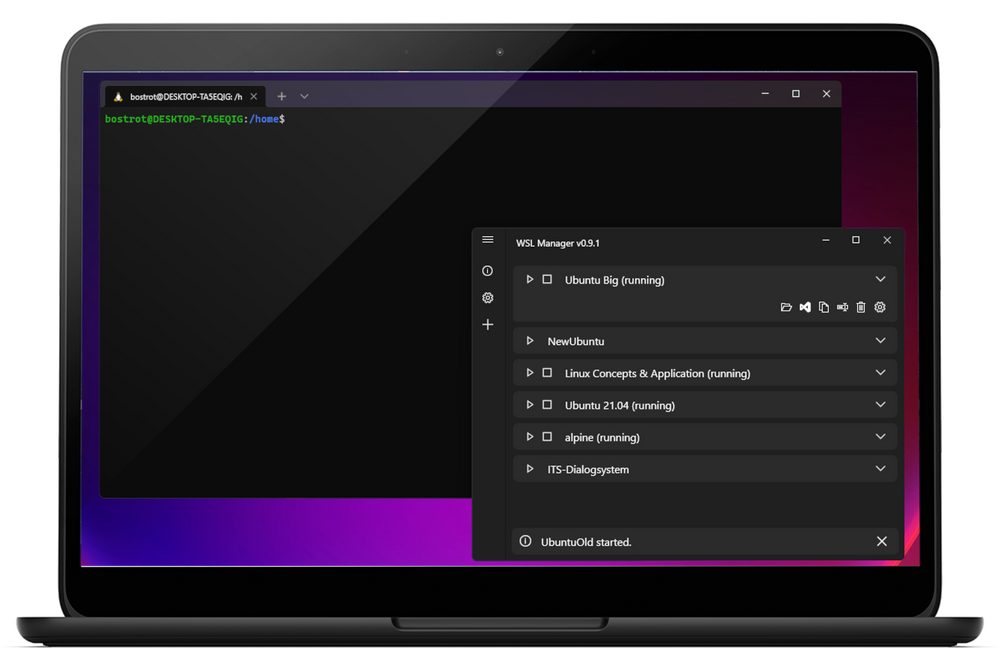 bostrot@DESKTOP-TA5EQIG: /h
bostrot@DESKTOP-TA5EQIG:/home$
WSL Manager v0.9.1
Ubuntu Big (running)
NewUbuntu
Linux Concepts & Application (running)
Ubuntu 21.04 (running)
alpine (running)
ITS-Dialogsystem
UbuntuOld started.